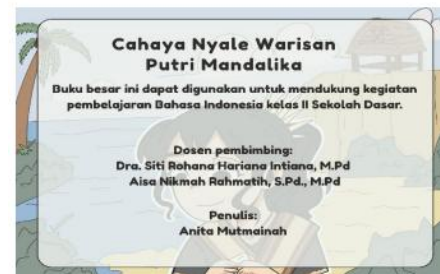 Cahaya Nyale Warisan
Putri Mandalika
Buku besar ini dapat digunakan untuk mendukung kegiatan
pembelajaran Bahasa Indonesia kelas II Sekolah Dasar.
Dosen pembimbing:
Dra. Siti Rohana Hariana Intiana, M.Pd
Aisa Nikmah Rahmatih, S.Pd., M.Pd
Penulis:
Anita Mutmainah